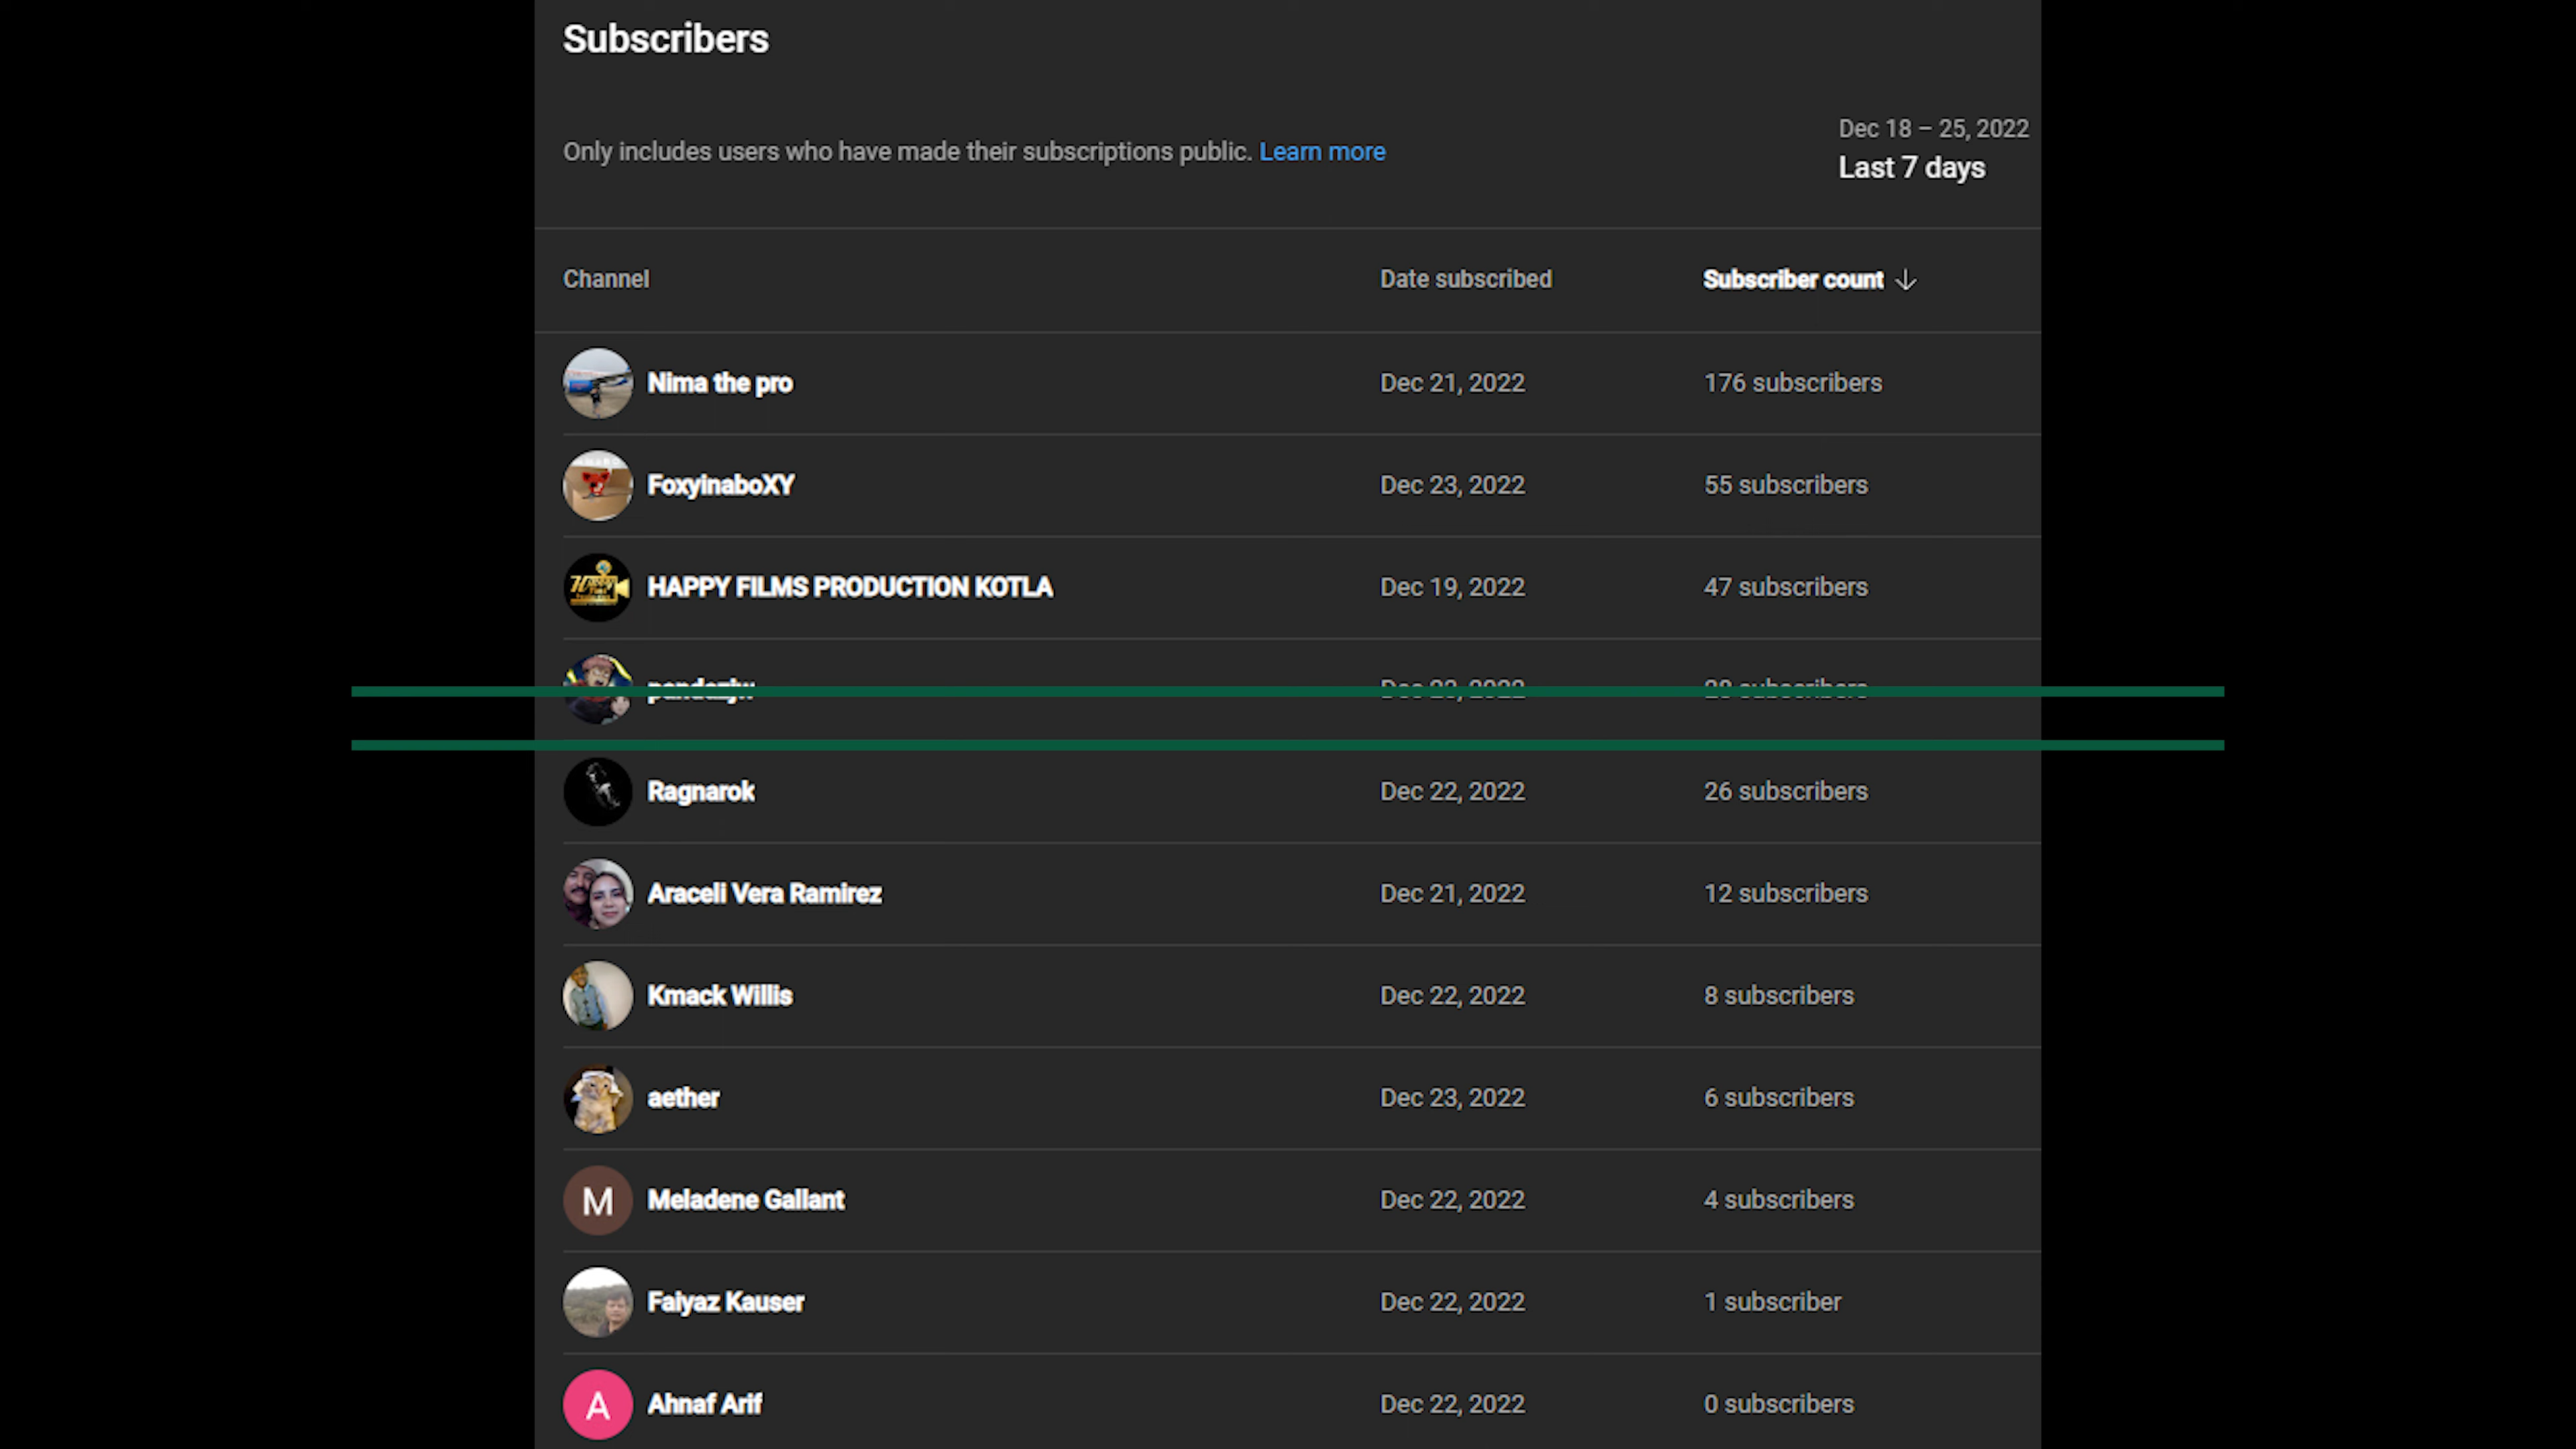 Subscribers
Only includes users who have made their subscriptions public. Learn more
Dec 18 – 25, 2022
Last 7 days
Channel Date subscribed Subscriber count
Nima the pro Dec 21, 2022 176 subscribers
FoxyinaboXY Dec 23, 2022 55 subscribers
HAPPY FILMS PRODUCTION KOTLA Dec 19, 2022 47 subscribers
Dec 2022 subscribers
Ragnarok Dec 22, 2022 26 subscribers
Araceli Vera Ramirez Dec 21, 2022 12 subscribers
Kmack Willis Dec 22, 2022 8 subscribers
aether Dec 23, 2022 6 subscribers
M Meladene Gallant Dec 22, 2022 4 subscribers
Faiyaz Kauser Dec 22, 2022 1 subscriber
A Ahnaf Arif Dec 22, 2022 0 subscribers